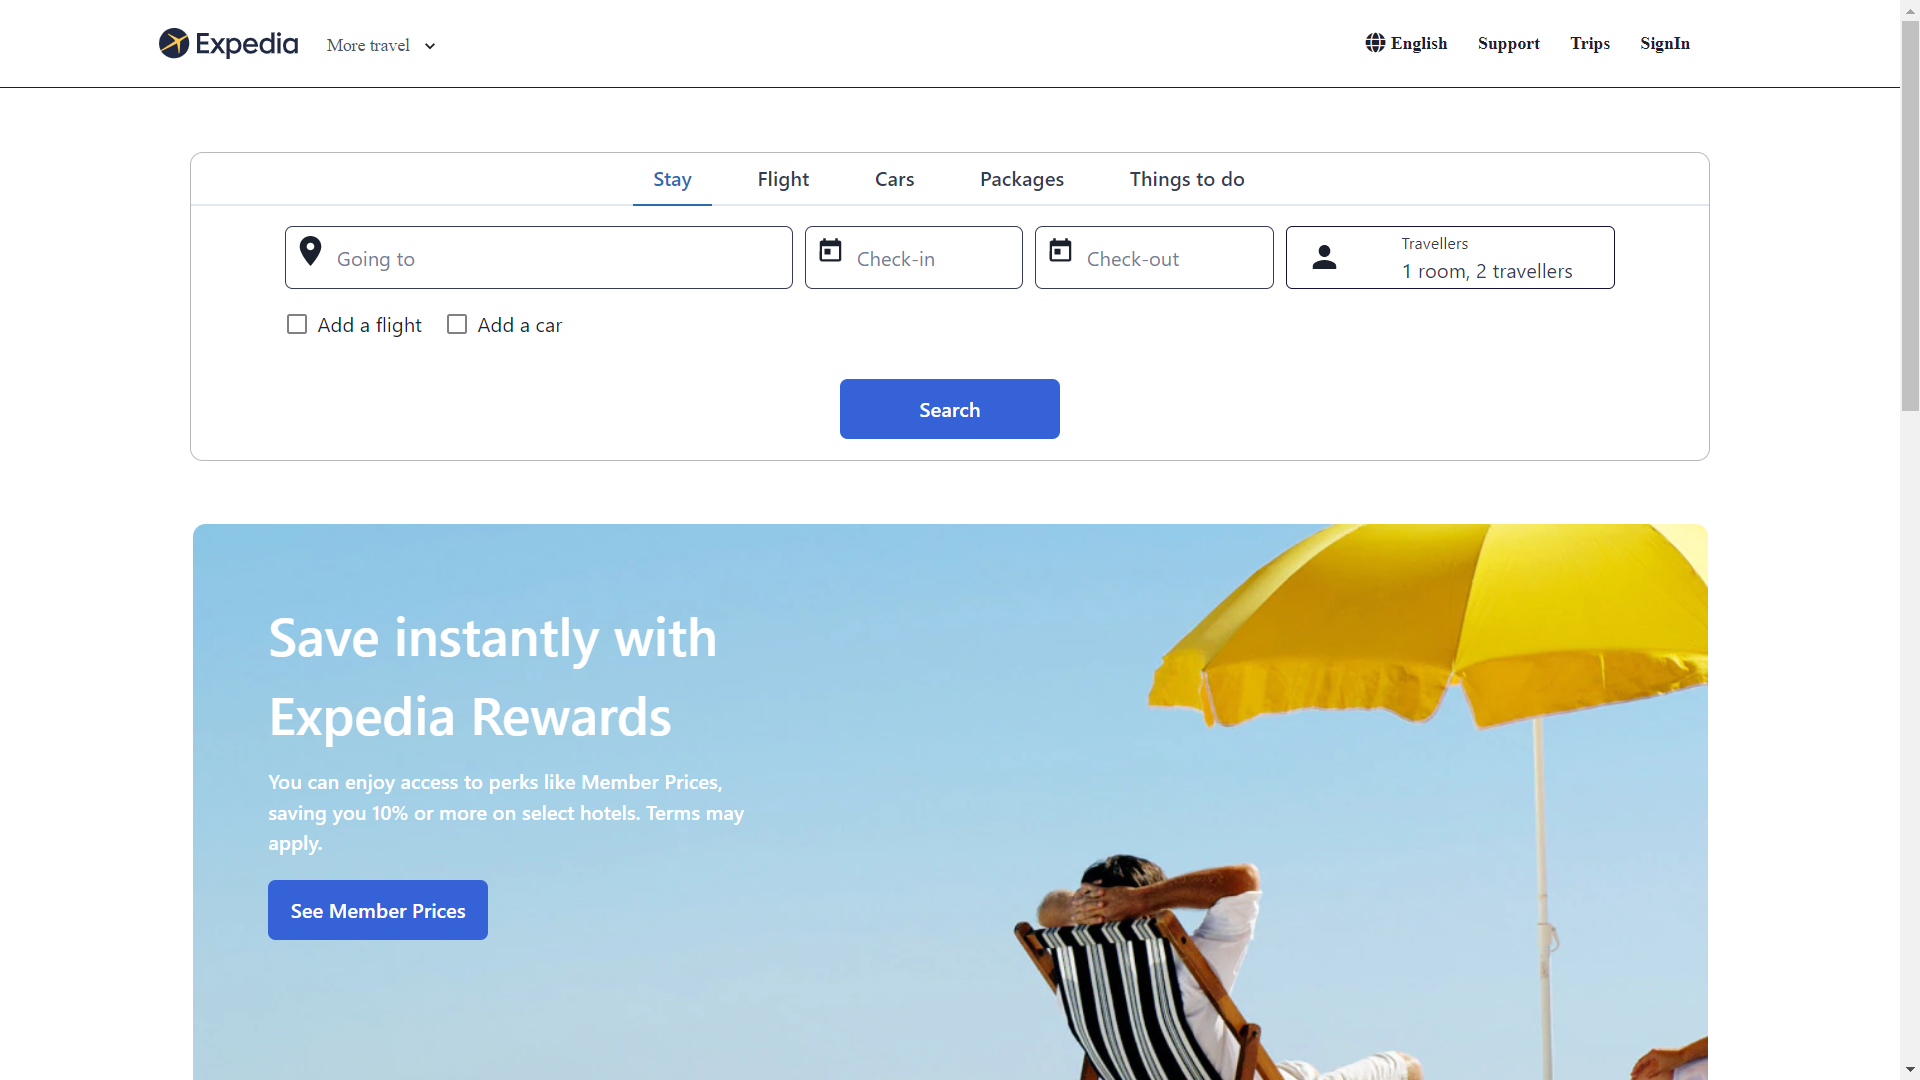 Expedia
More travel
English
Support
Trips
SignIn
Stay
Flight
Cars
Packages
Things to do
Going to
Check-in
Check-out
Travellers
1 room, 2 travellers
Add a flight
Add a car
Search
Save instantly with
Expedia Rewards
You can enjoy access to perks like Member Prices,
saving you 10% or more on select hotels. Terms may
apply.
See Member Prices